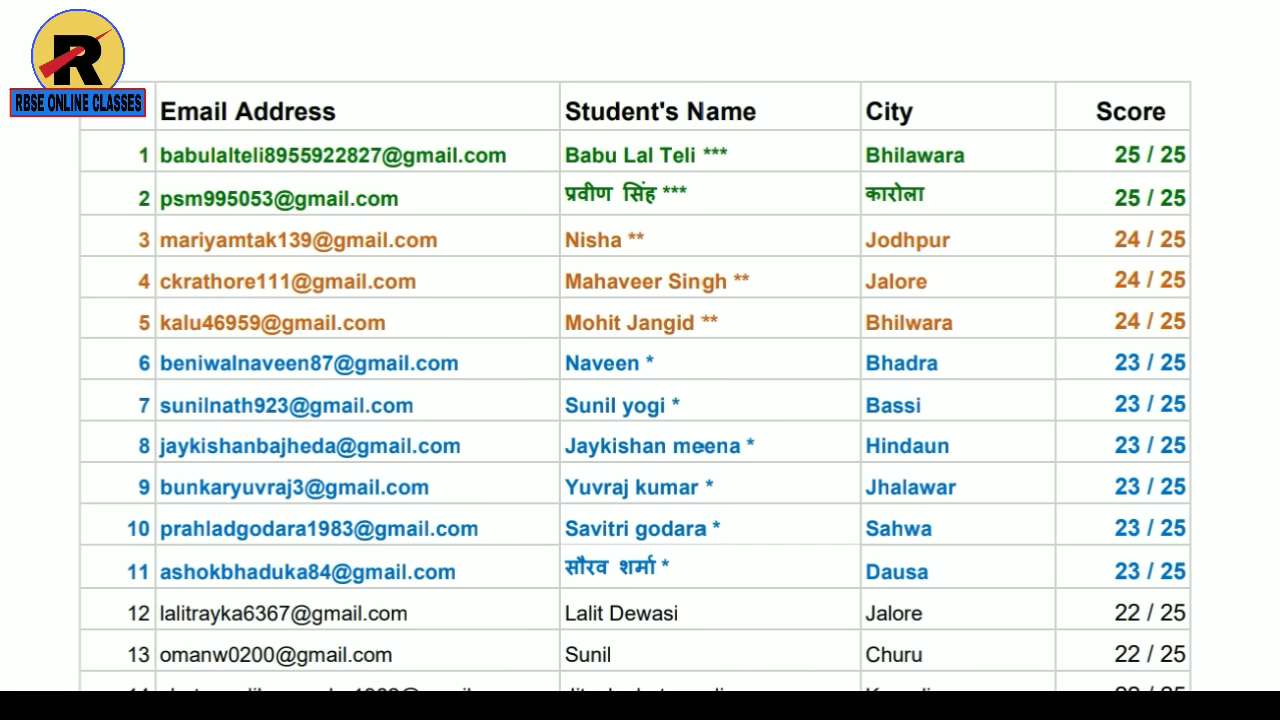 R
RBSE ONLINE CLASSES
Email Address Student's Name City Score
1 babulalteli8955922827@gmail.com Babu Lal Teli *** Bhilawara 25 / 25
2 psm995053@gmail.com प्रवीण सिंह *** कारोला 25 / 25
3 mariyamtak139@gmail.com Nisha ** Jodhpur 24 / 25
4 ckrathore111@gmail.com Mahaveer Singh ** Jalore 24 / 25
5 kalu46959@gmail.com Mohit Jangid ** Bhilwara 24 / 25
6 beniwalnaveen87@gmail.com Naveen * Bhadra 23 / 25
7 sunilnath923@gmail.com Sunil yogi * Bassi 23 / 25
8 jaykishanbajheda@gmail.com Jaykishan meena * Hindaun 23 / 25
9 bunkaryuvraj3@gmail.com Yuvraj kumar * Jhalawar 23 / 25
10 prahladgodara1983@gmail.com Savitri godara * Sahwa 23 / 25
11 ashokbhaduka84@gmail.com सौरव शर्मा * Dausa 23 / 25
12 lalitrayka6367@gmail.com Lalit Dewasi Jalore 22 / 25
13 omanw0200@gmail.com Sunil Churu 22 / 25